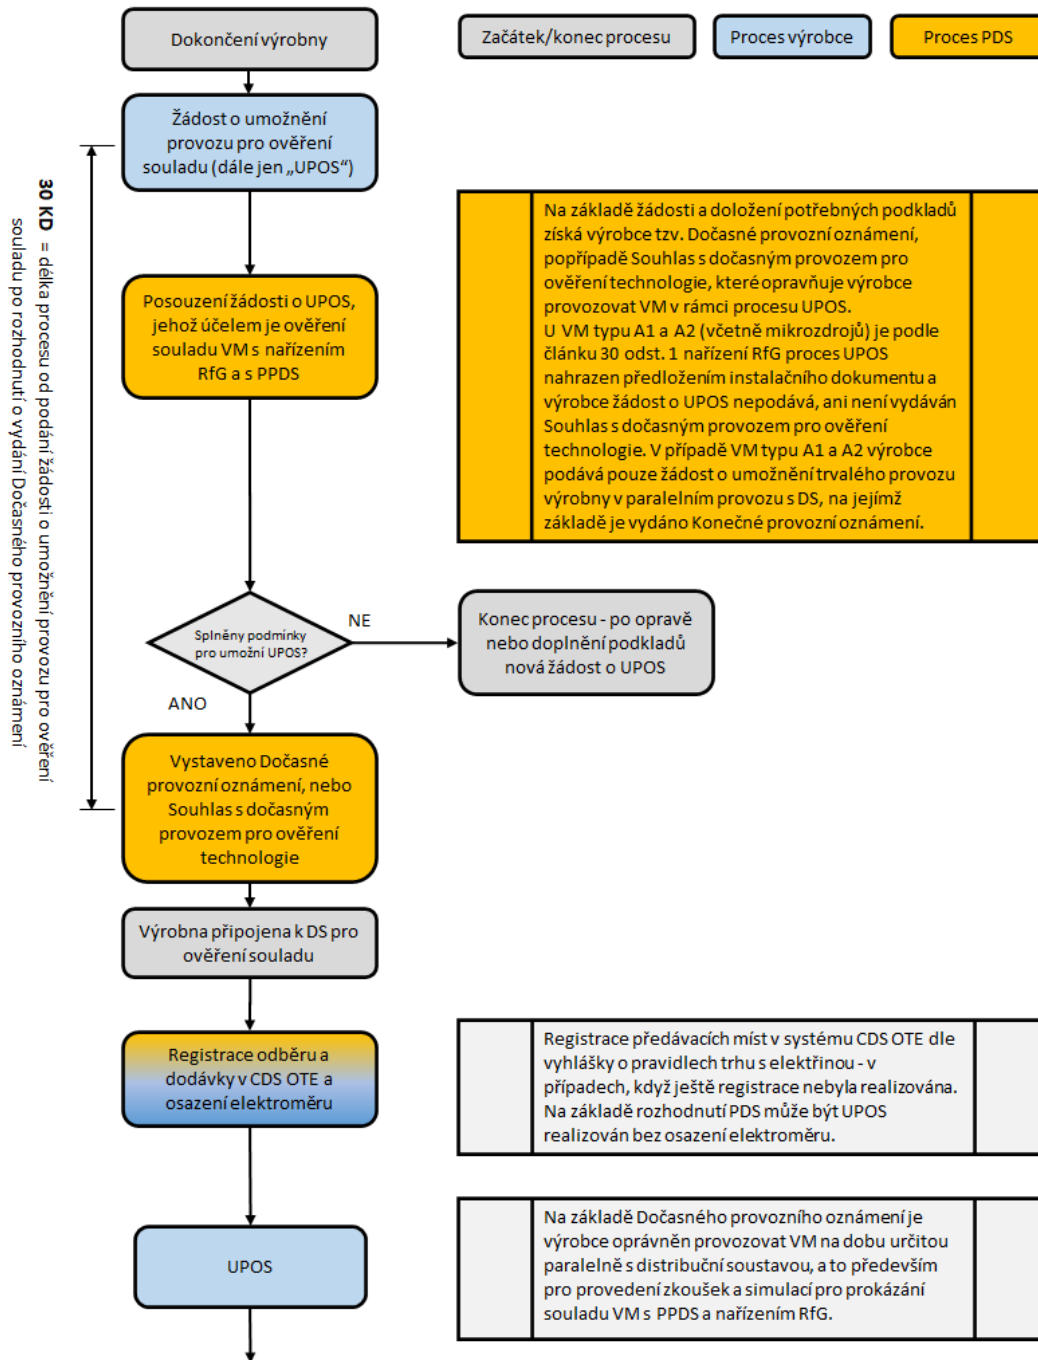 Dokončení výrobny
Začátek/konec procesu
Proces výrobce
Proces PDS
Žádost o umožnění
provozu pro ověření
souladu (dále jen „UPOS“)
30 KD = délka procesu od podání žádosti o umožnění provozu pro ověření
souladu po rozhodnutí o vydání Dočasného provozního oznámení
Posouzení žádosti o UPOS,
jehož účelem je ověření
souladu VM s nařízením
RfG a s PPDS
Na základě žádosti a doložení potřebných podkladů
získá výrobce tzv. Dočasné provozní oznámení,
popřípadě Souhlas s dočasným provozem pro
ověření technologie, které opravňuje výrobce
provozovat VM v rámci procesu UPOS.
U VM typu A1 a A2 (včetně mikrozdrojů) je podle
článku 30 odst. 1 nařízení RfG proces UPOS
nahrazen předložením instalačního dokumentu a
výrobce žádost o UPOS nepodává, ani není vydáván
Souhlas s dočasným provozem pro ověření
technologie. V případě VM typu A1 a A2 výrobce
podává pouze žádost o umožnění trvalého provozu
výrobny v paralelním provozu s DS, na jejímž
základě je vydáno Konečné provozní oznámení.
Splněny podmínky
pro umožní UPOS?
NE
Konec procesu - po opravě
nebo doplnění podkladů
nová žádost o UPOS
ANO
Vystaveno Dočasné
provozní oznámení, nebo
Souhlas s dočasným
provozem pro ověření
technologie
Výrobna připojena k DS pro
ověření souladu
Registrace odběru a
dodávky v CDS OTE a
osazení elektroměru
Registrace předávacích míst v systému CDS OTE dle
vyhlášky o pravidlech trhu s elektřinou - v
případech, když ještě registrace nebyla realizována.
Na základě rozhodnutí PDS může být UPOS
realizován bez osazení elektroměru.
UPOS
Na základě Dočasného provozního oznámení je
výrobce oprávněn provozovat VM na dobu určitou
paralelně s distribuční soustavou, a to především
pro provedení zkoušek a simulací pro prokázání
souladu VM s PPDS a nařízením RfG.